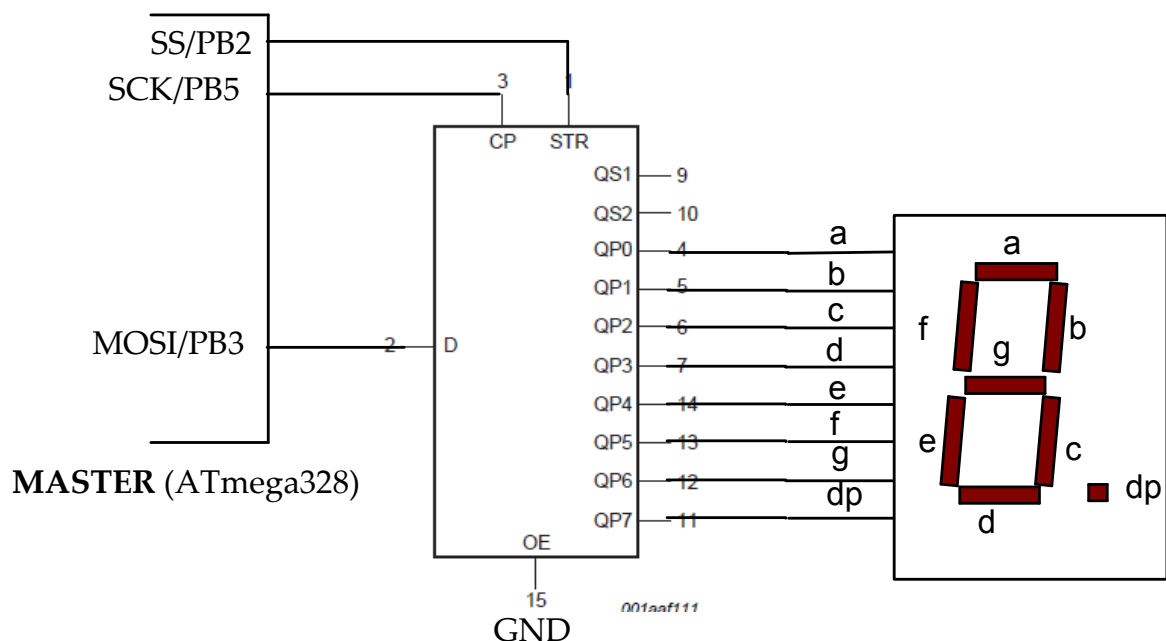 SS/PB2
SCK/PB5
3
1
CP
STR
QS1
9
QS2
10
QP0
4
a
QP1
5
b
QP2
6
c
MOSI/PB3
2
D
QP3
7
d
QP4
14
e
QP5
13
f
QP6
12
g
QP7
11
dp
OE
15
001aaf111
GND
MASTER (ATmega328)
a
f
b
g
e
c
d
dp